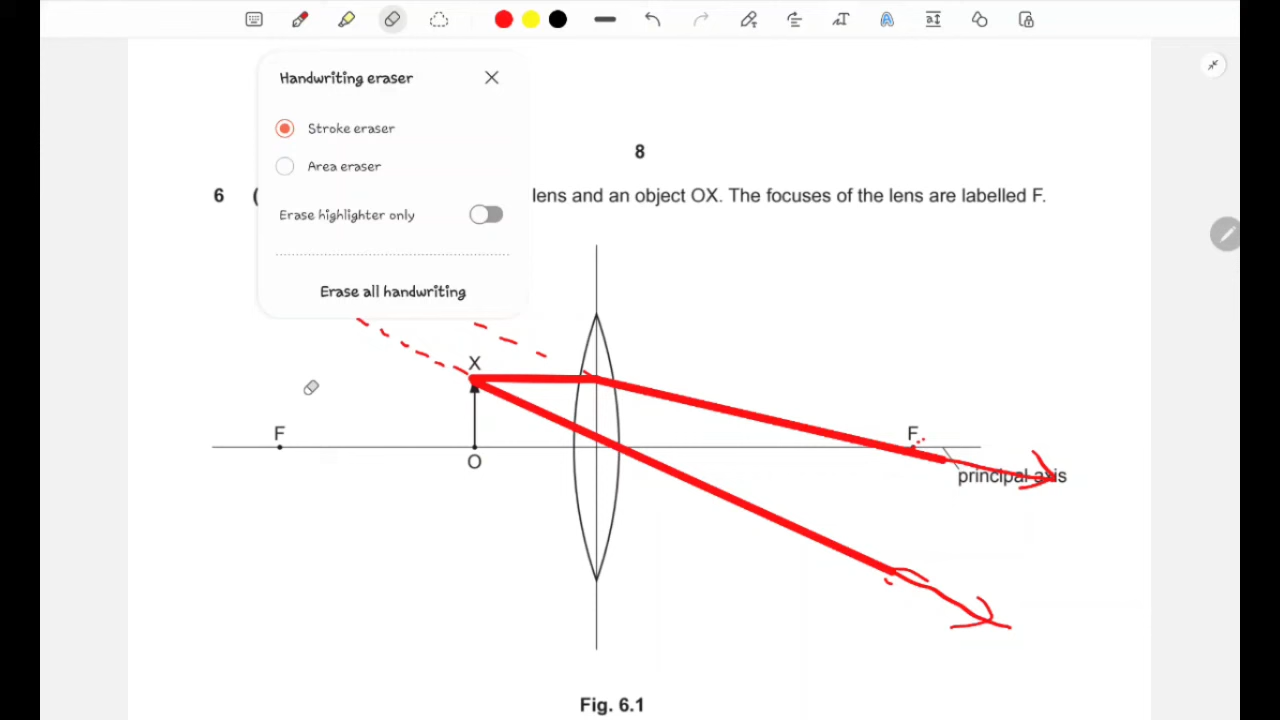 Handwriting eraser
Stroke eraser
Area eraser
Erase highlighter only
Erase all handwriting
8
6 ( lens and an object OX. The focuses of the lens are labelled F.
X
F
F
O
principal axis
Fig. 6.1